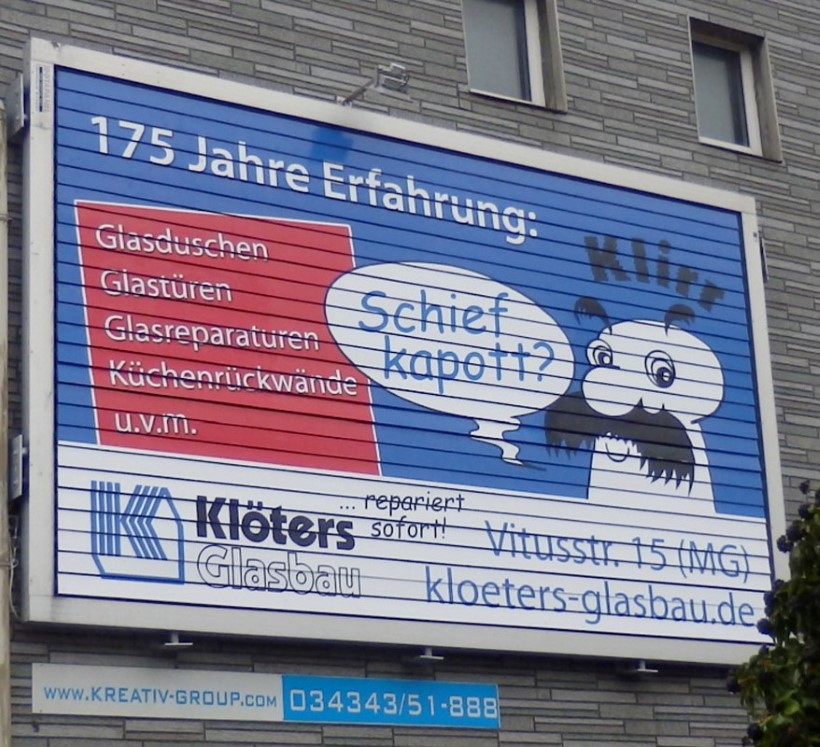 175 Jahre Erfahrung:
Glasduschen
Glastüren
Glasreparaturen
Küchenrückwände
u.v.m.
Schief
kapott?
Klirr
Klöters
Glasbau
... repariert
sofort!
Vitusstr. 15 (MG)
kloeters-glasbau.de
www.KREATIV-GROUP.com 034343/51-888